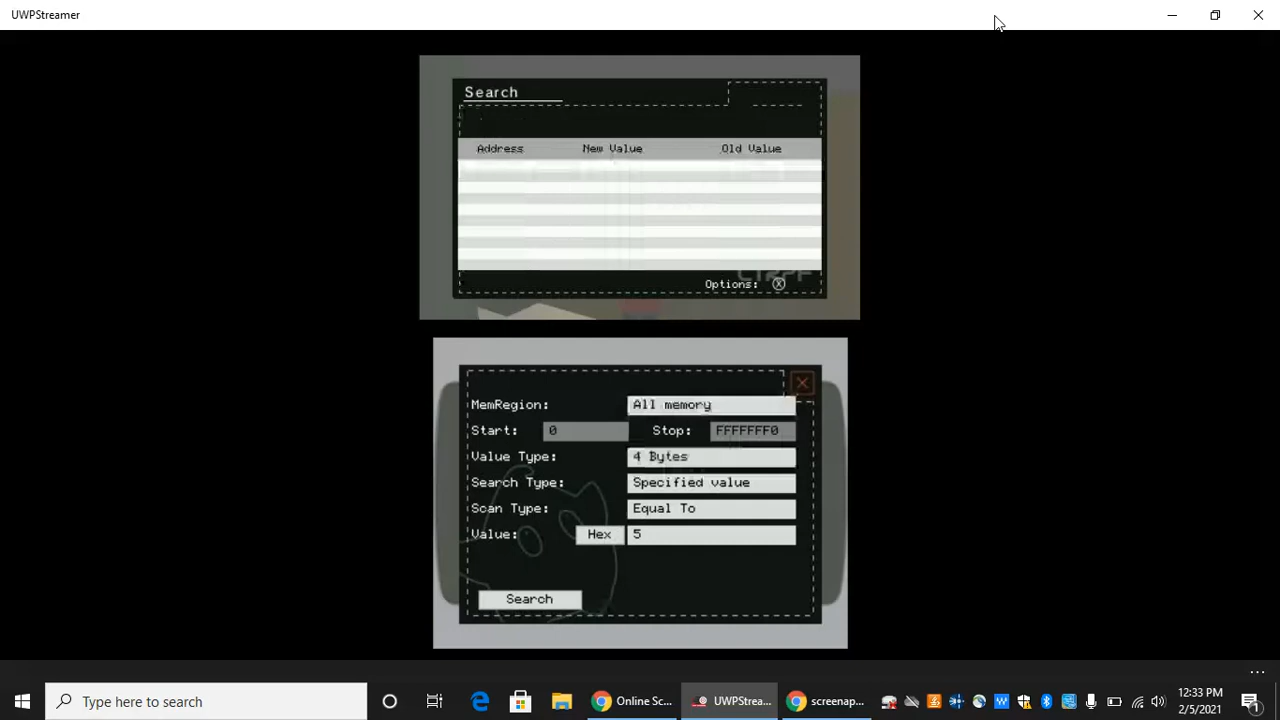 UWPStreamer
Search
Address New Value Old Value
CTRPF
Options: X
MemRegion: All memory
Start: 0 Stop: FFFFFFF0
Value Type: 4 Bytes
Search Type: Specified value
Scan Type: Equal To
Value: Hex 5
Search
Type here to search
Online Sc...
UWPStrea...
screenap...
12:33 PM
2/5/2021
1